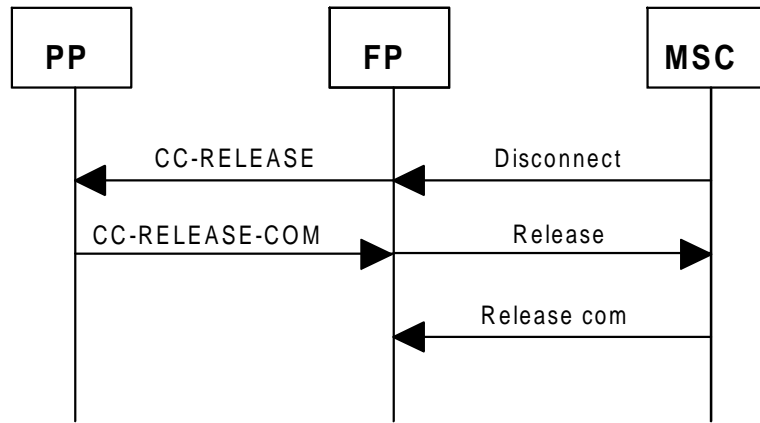 PP FP MSC
CC-RELEASE Disconnect
CC-RELEASE-COM Release
Release com